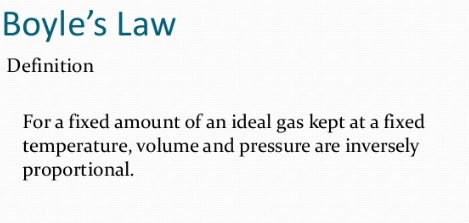 Boyle's Law
Definition
For a fixed amount of an ideal gas kept at a fixed
temperature, volume and pressure are inversely
proportional.